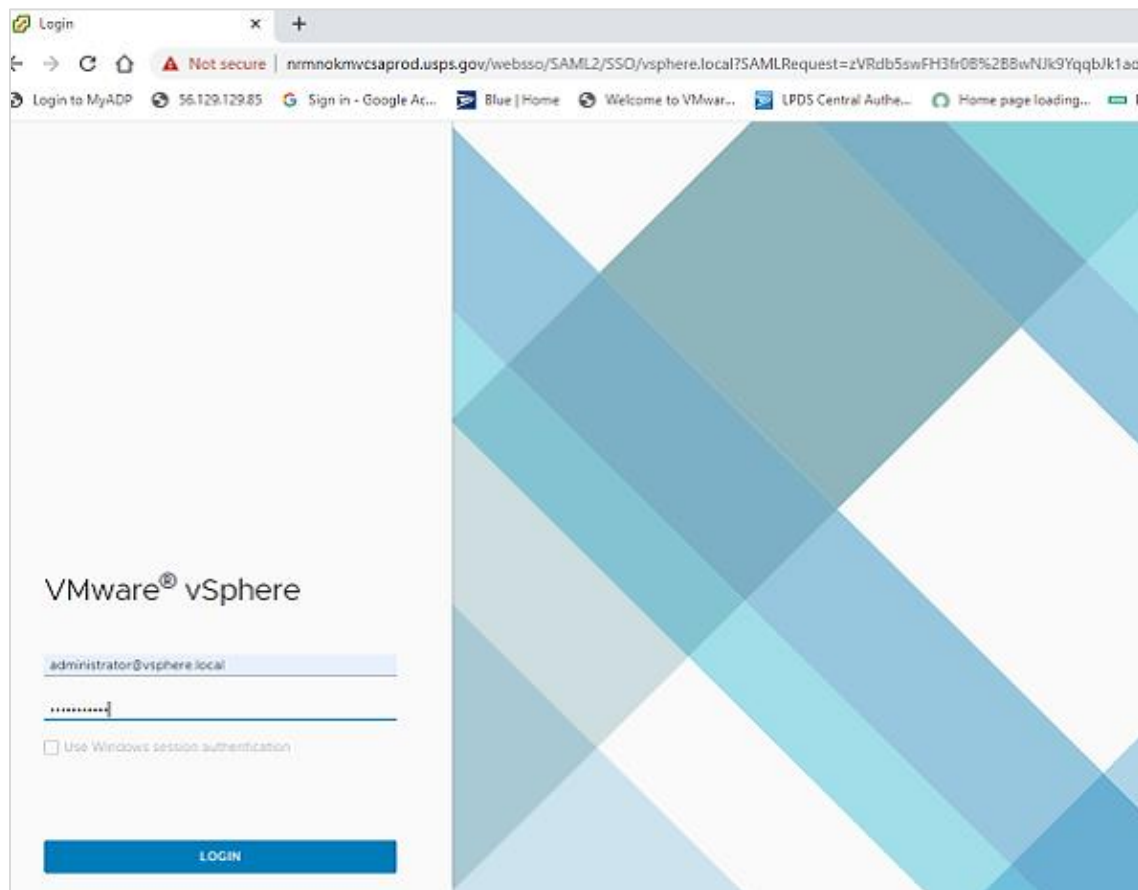 Login × +
Not secure | nrmnokmvcsaprod.usps.gov/websso/SAML2/SSO/vsphere.local?SAMLRequest=zVRdb5swFH3fr0B%2BBwNJk9YqqbJk1ao
Login to MyADP 56.129.129.85 Sign in - Google Ac... Blue | Home Welcome to VMwar... LPDS Central Authe... Home page loading...
VMware® vSphere
administrator@vsphere.local
Use Windows session authentication
LOGIN